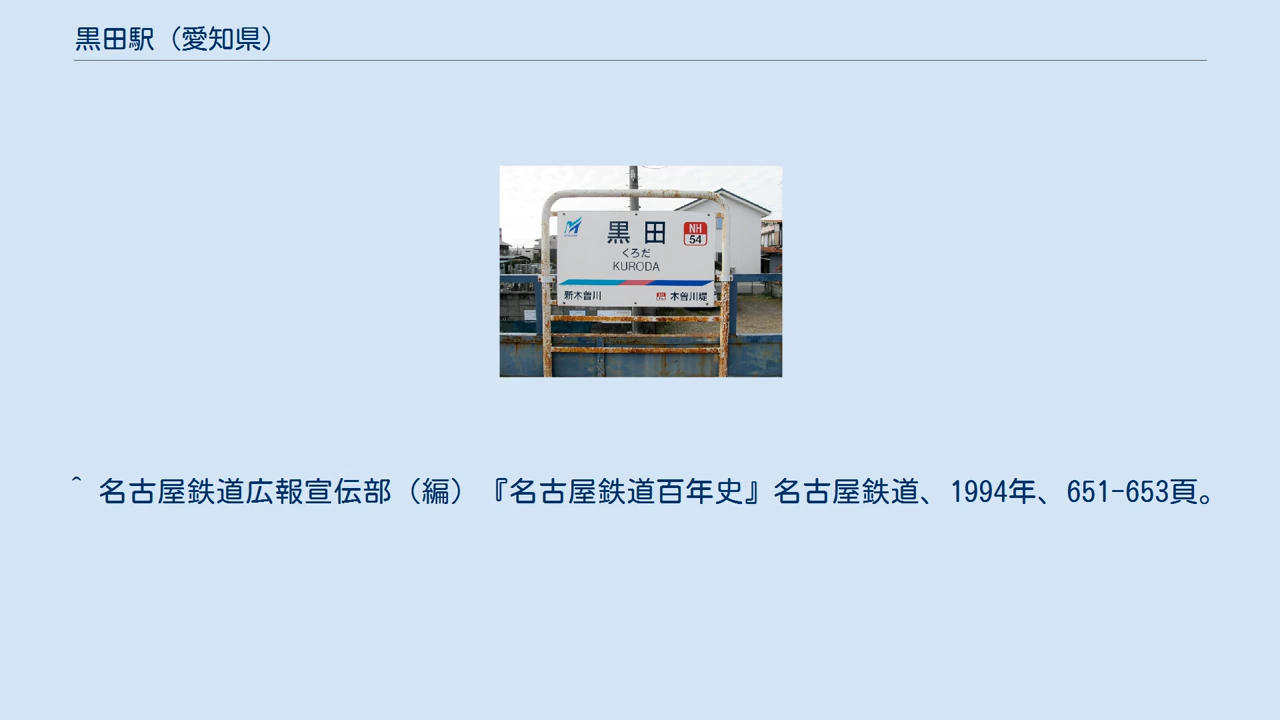 黒田駅（愛知県）
黒田
NH
54
くろだ
KURODA
新木曽川
木曽川堤
^ 名古屋鉄道広報宣伝部（編）『名古屋鉄道百年史』名古屋鉄道、1994年、651-653頁。